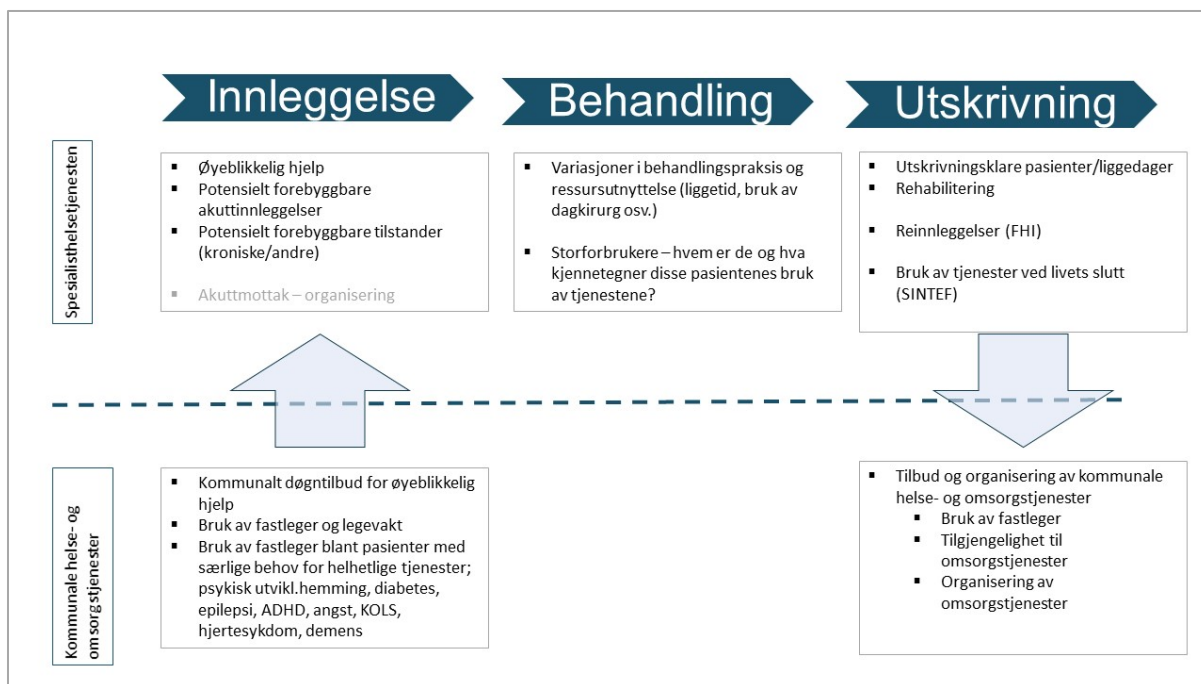 Innleggelse
Behandling
Utskrivning
Spesialisthelsetjenesten
▪ Øyeblikkelig hjelp
▪ Potensielt forebyggbare
akuttinnleggelser
▪ Potensielt forebyggbare tilstander
(kroniske/andre)
▪ Akuttmottak – organisering
▪ Variasjoner i behandlingspraksis og
ressursutnyttelse (liggetid, bruk av
dagkirurg osv.)
▪ Storforbrukere – hvem er de og hva
kjennetegner disse pasientenes bruk
av tjenestene?
▪ Utskrivningsklare pasienter/liggedager
▪ Rehabilitering
▪ Reinnleggelser (FHI)
▪ Bruk av tjenester ved livets slutt
(SINTEF)
Kommunale helse- og
omsorgstjenester
▪ Kommunalt døgntilbud for øyeblikkelig
hjelp
▪ Bruk av fastleger og legevakt
▪ Bruk av fastleger blant pasienter med
særlige behov for helhetlige tjenester;
psykisk utvikl.hemming, diabetes,
epilepsi, ADHD, angst, KOLS,
hjertesykdom, demens
▪ Tilbud og organisering av kommunale
helse- og omsorgstjenester
▪ Bruk av fastleger
▪ Tilgjengelighet til
omsorgstjenester
▪ Organisering av
omsorgstjenester